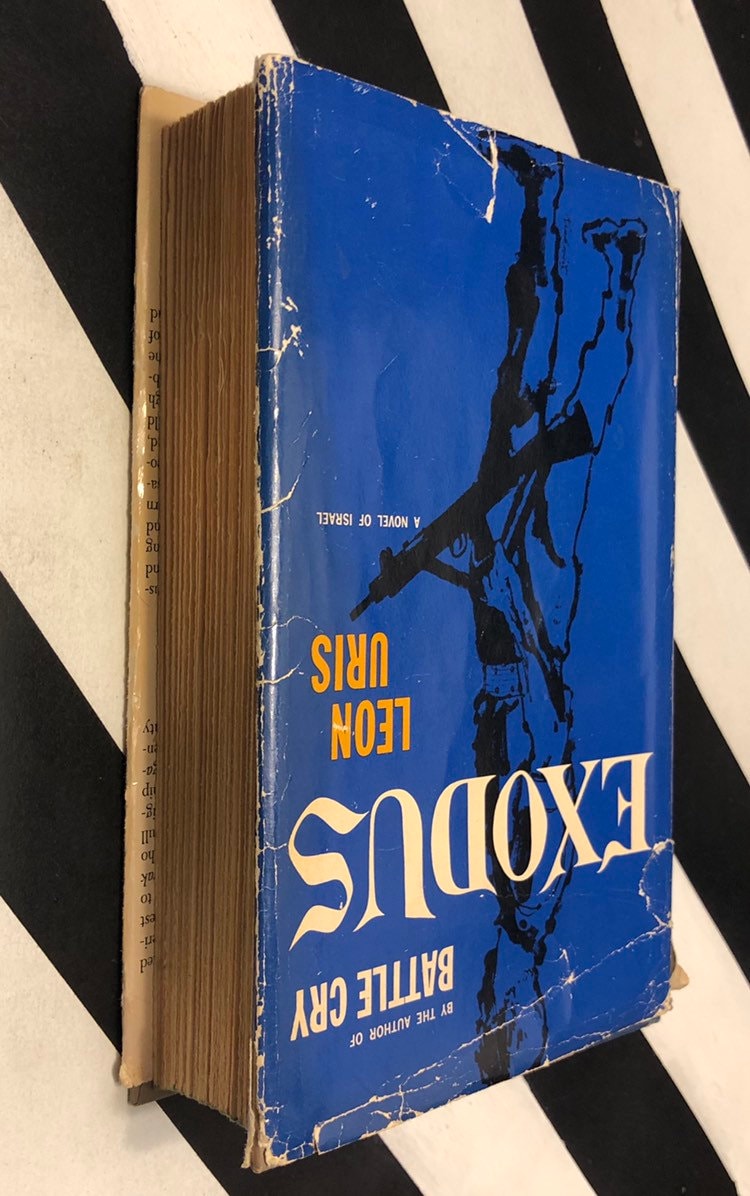 BY THE AUTHOR OF
BATTLE CRY
EXODUS
LEON
URIS
A NOVEL OF ISRAEL